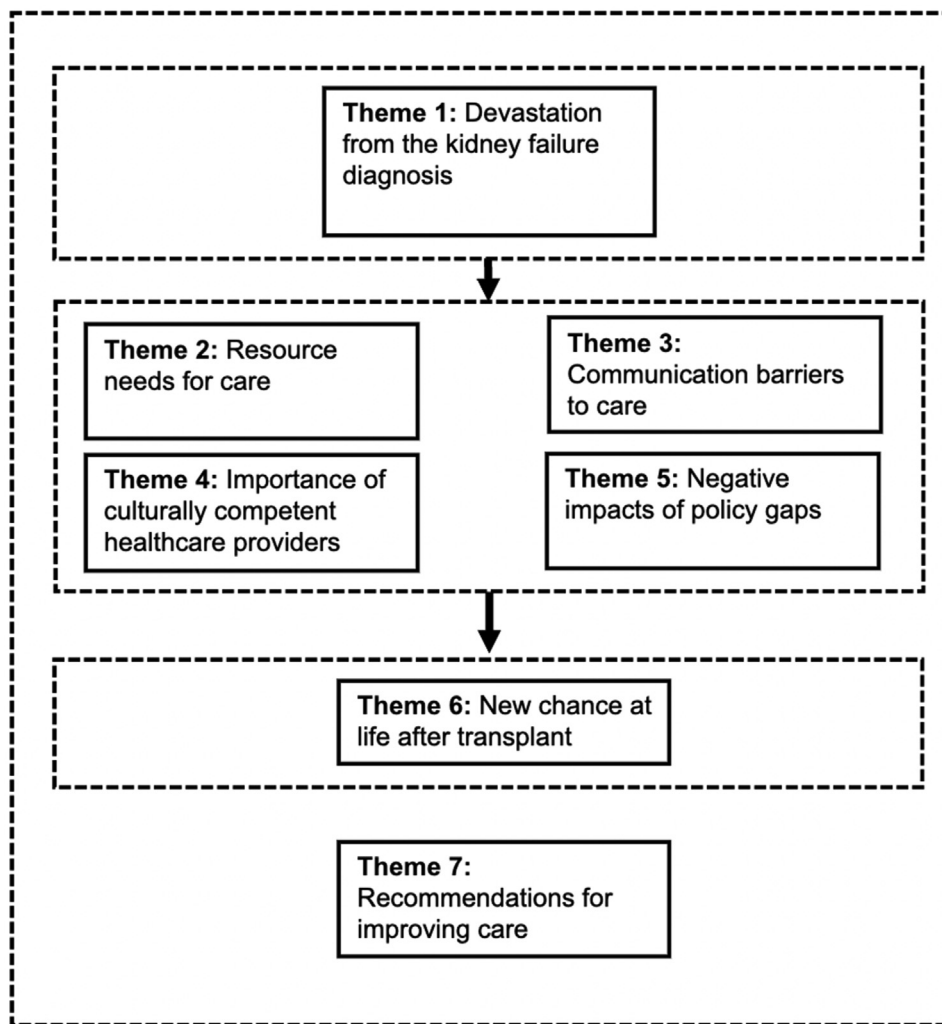 Theme 1: Devastation
from the kidney failure
diagnosis
Theme 2: Resource
needs for care
Theme 3:
Communication barriers
to care
Theme 4: Importance of
culturally competent
healthcare providers
Theme 5: Negative
impacts of policy gaps
Theme 6: New chance at
life after transplant
Theme 7:
Recommendations for
improving care